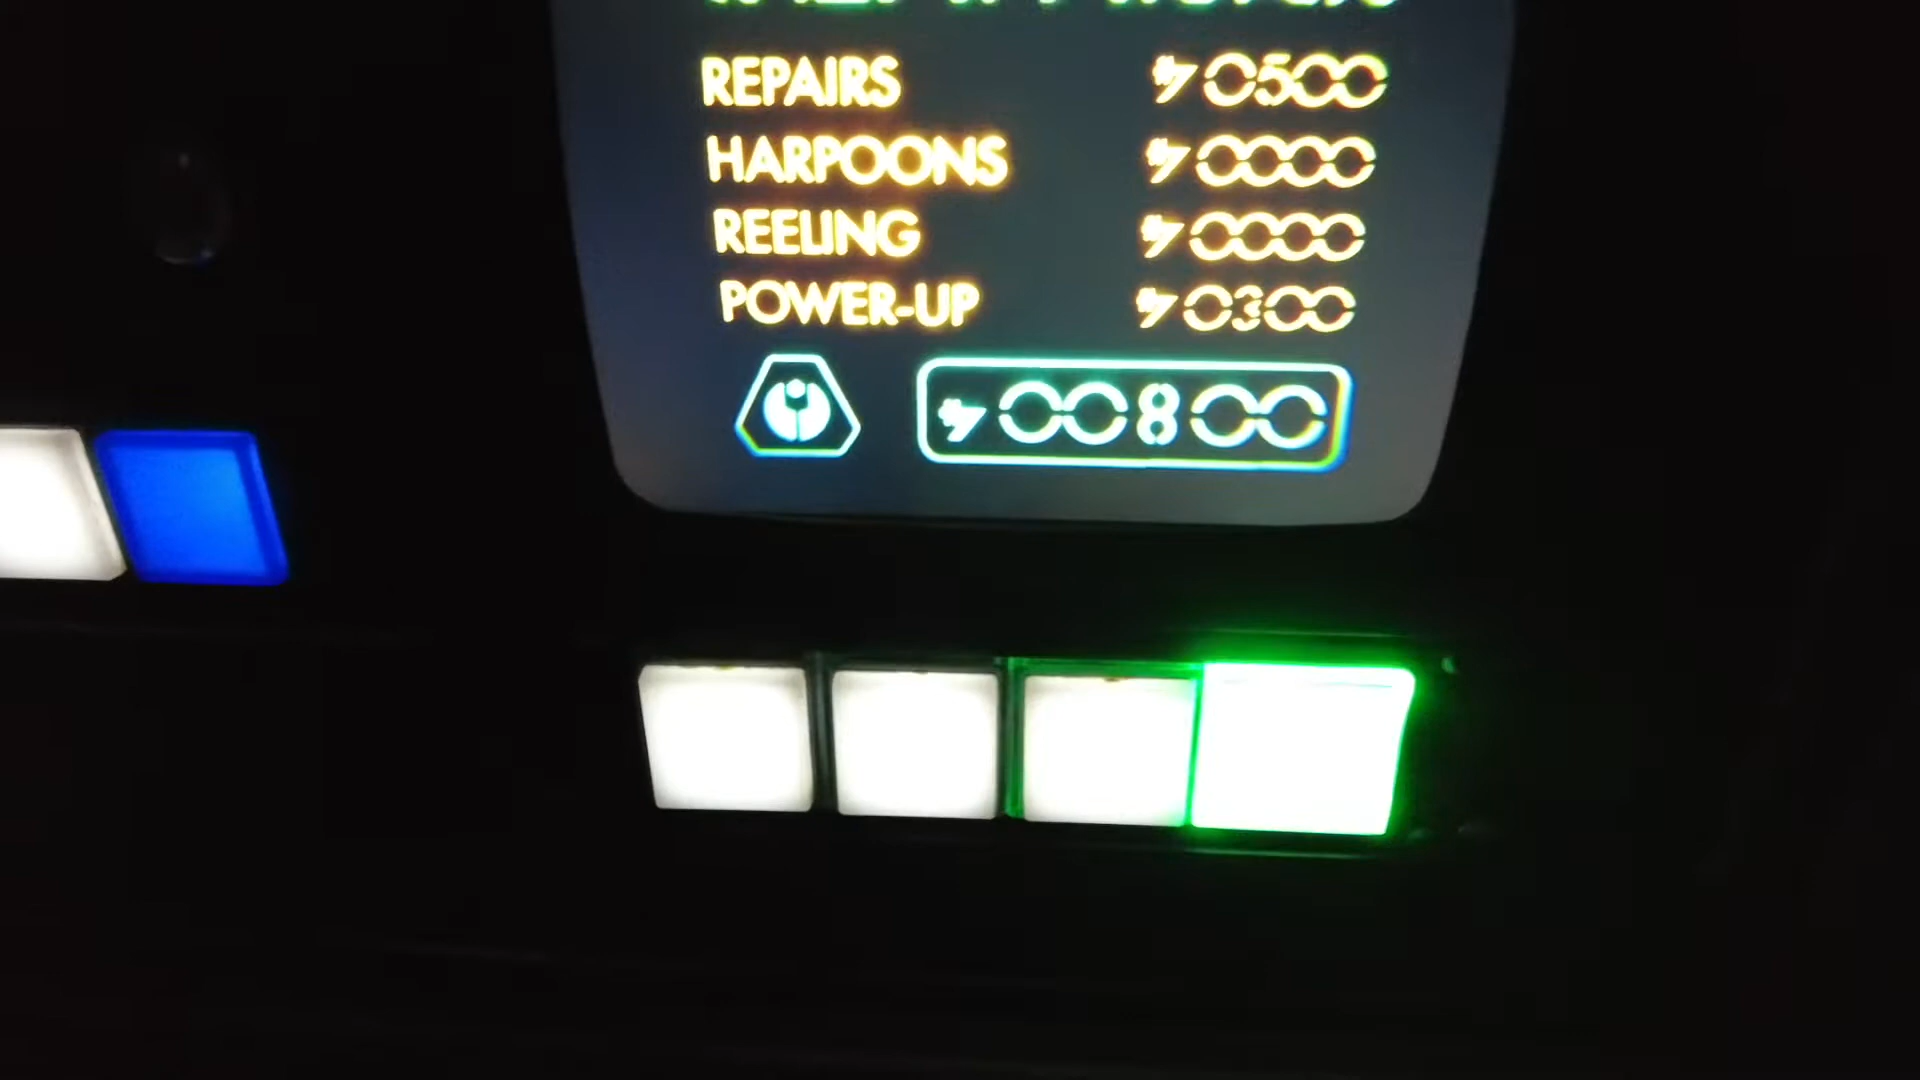 REPAIRS 0500
HARPOONS 0000
REELING 0000
POWER-UP 0300
00800